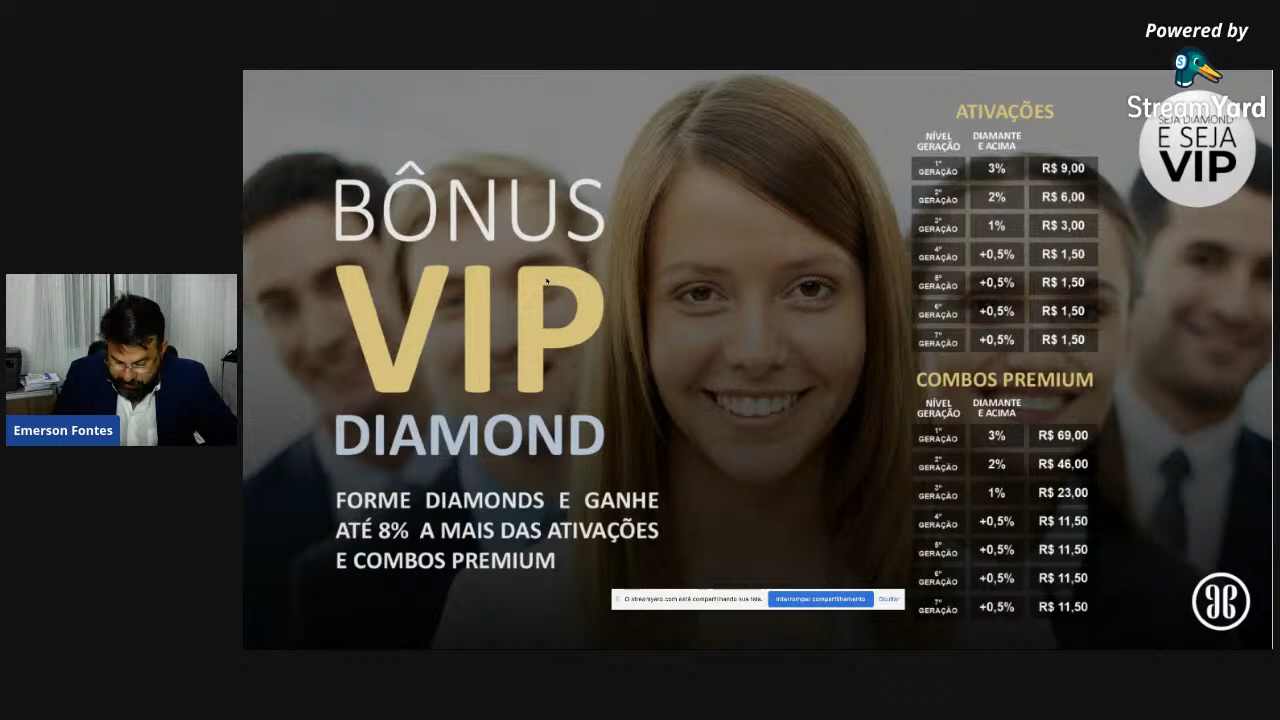 Powered by
StreamYard
SEJA DIAMOND
E SEJA
VIP
BÔNUS
VIP
DIAMOND
FORME DIAMONDS E GANHE
ATÉ 8% A MAIS DAS ATIVAÇÕES
E COMBOS PREMIUM
ATIVAÇÕES
NÍVEL GERAÇÃO DIAMANTE E ACIMA
1ª GERAÇÃO 3% R$ 9,00
2ª GERAÇÃO 2% R$ 6,00
3ª GERAÇÃO 1% R$ 3,00
4ª GERAÇÃO +0,5% R$ 1,50
5ª GERAÇÃO +0,5% R$ 1,50
6ª GERAÇÃO +0,5% R$ 1,50
7ª GERAÇÃO +0,5% R$ 1,50
COMBOS PREMIUM
NÍVEL GERAÇÃO DIAMANTE E ACIMA
1ª GERAÇÃO 3% R$ 69,00
2ª GERAÇÃO 2% R$ 46,00
3ª GERAÇÃO 1% R$ 23,00
4ª GERAÇÃO +0,5% R$ 11,50
5ª GERAÇÃO +0,5% R$ 11,50
6ª GERAÇÃO +0,5% R$ 11,50
7ª GERAÇÃO +0,5% R$ 11,50
Emerson Fontes
O streamyard.com está compartilhando sua tela. Interromper compartilhamento Ocultar